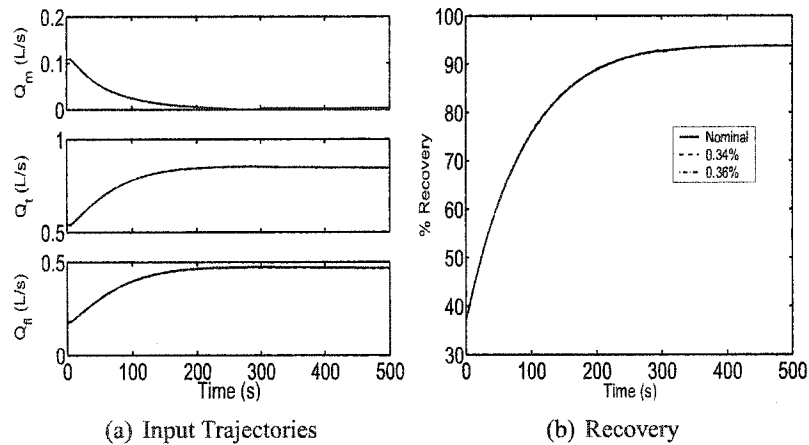 0.2
0.1
0
Q_m (L/s)
1
0.5
Q_t (L/s)
0.5
0
Q_fl (L/s)
0 100 200 300 400 500
Time (s)
(a) Input Trajectories
100
90
80
70
60
50
40
30
% Recovery
Nominal
0.34%
0.36%
0 100 200 300 400 500
Time (s)
(b) Recovery